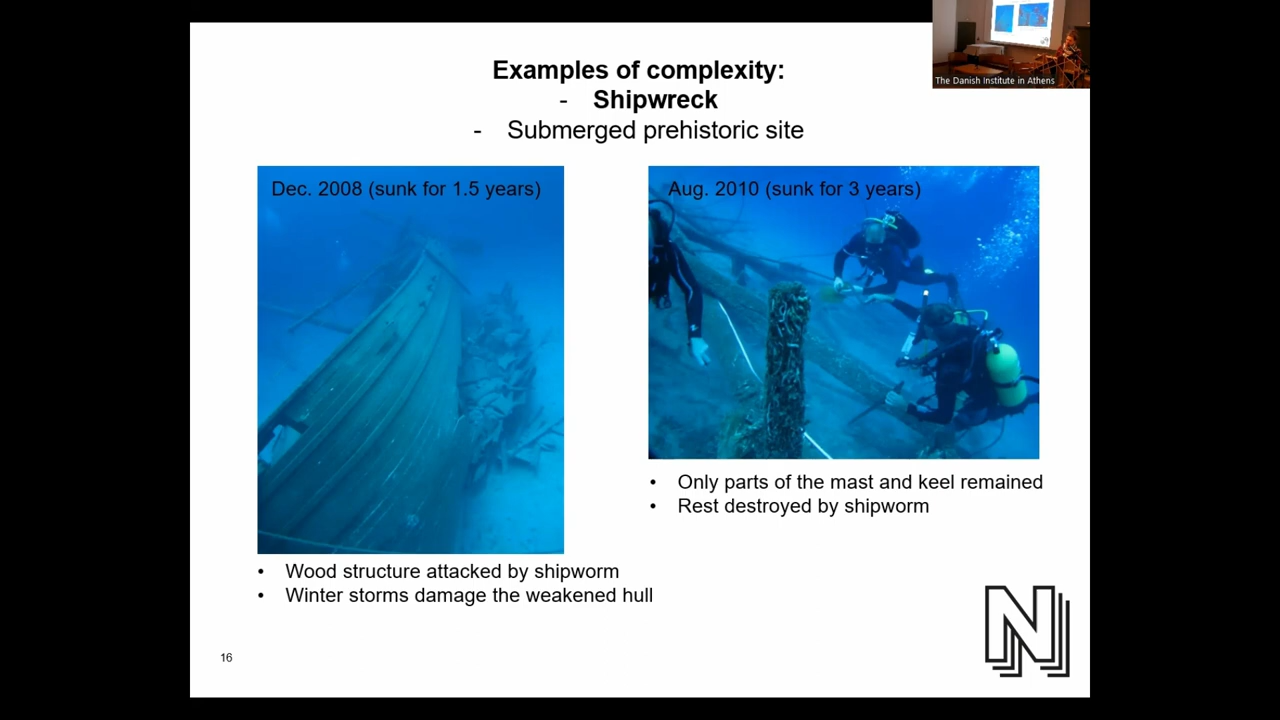 The Danish Institute in Athens
Examples of complexity:
- Shipwreck
- Submerged prehistoric site
Dec. 2008 (sunk for 1.5 years)
Aug. 2010 (sunk for 3 years)
• Only parts of the mast and keel remained
• Rest destroyed by shipworm
• Wood structure attacked by shipworm
• Winter storms damage the weakened hull
16
N